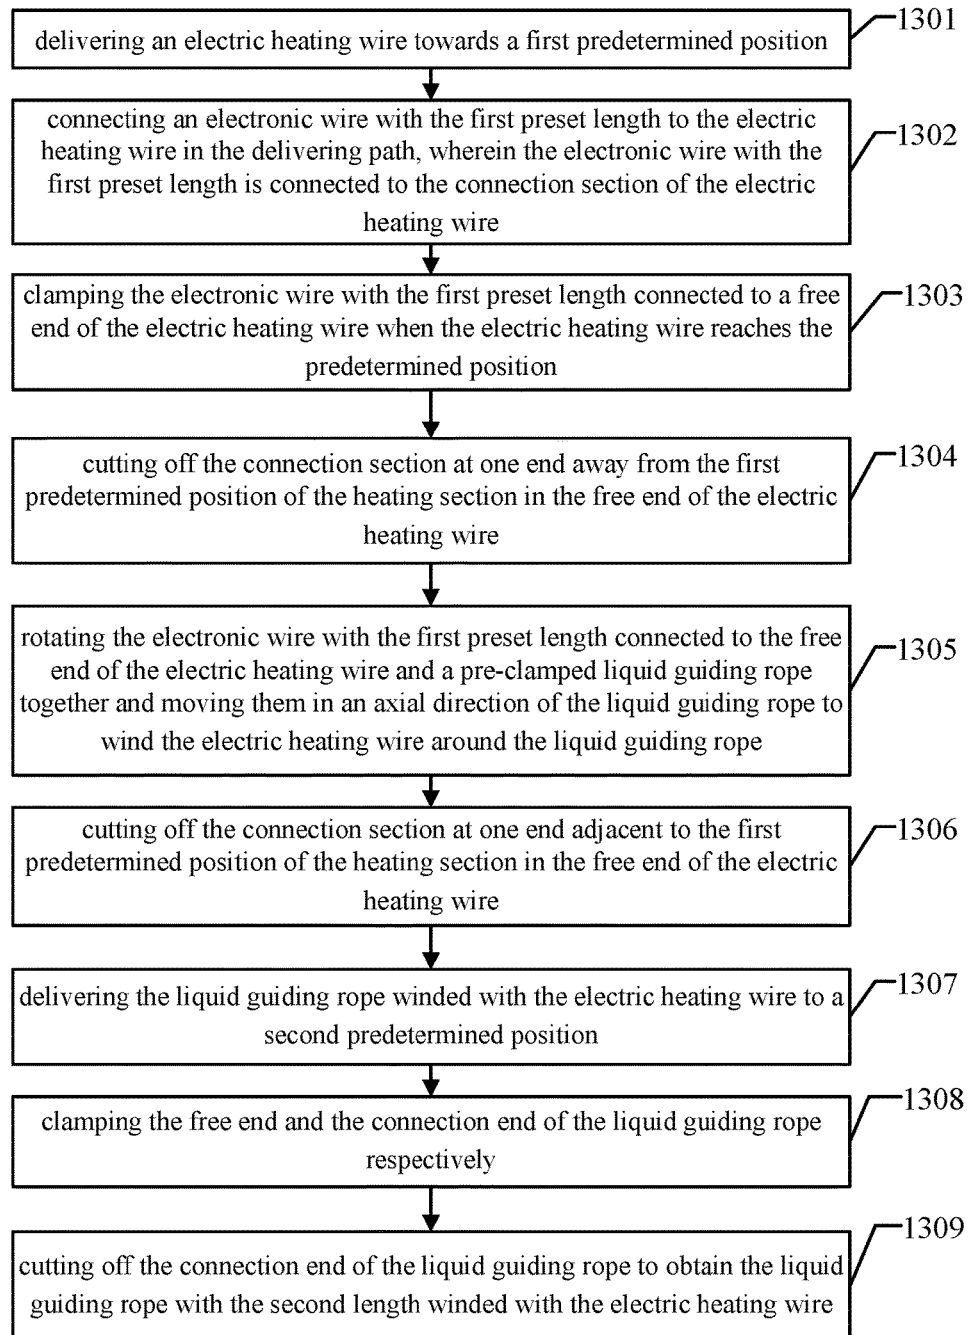 delivering an electric heating wire towards a first predetermined position
1301
connecting an electronic wire with the first preset length to the electric
heating wire in the delivering path, wherein the electronic wire with the
first preset length is connected to the connection section of the electric
heating wire
1302
clamping the electronic wire with the first preset length connected to a free
end of the electric heating wire when the electric heating wire reaches the
predetermined position
1303
cutting off the connection section at one end away from the first
predetermined position of the heating section in the free end of the electric
heating wire
1304
rotating the electronic wire with the first preset length connected to the free
end of the electric heating wire and a pre-clamped liquid guiding rope
together and moving them in an axial direction of the liquid guiding rope to
wind the electric heating wire around the liquid guiding rope
1305
cutting off the connection section at one end adjacent to the first
predetermined position of the heating section in the free end of the electric
heating wire
1306
delivering the liquid guiding rope winded with the electric heating wire to a
second predetermined position
1307
clamping the free end and the connection end of the liquid guiding rope
respectively
1308
cutting off the connection end of the liquid guiding rope to obtain the liquid
guiding rope with the second length winded with the electric heating wire
1309